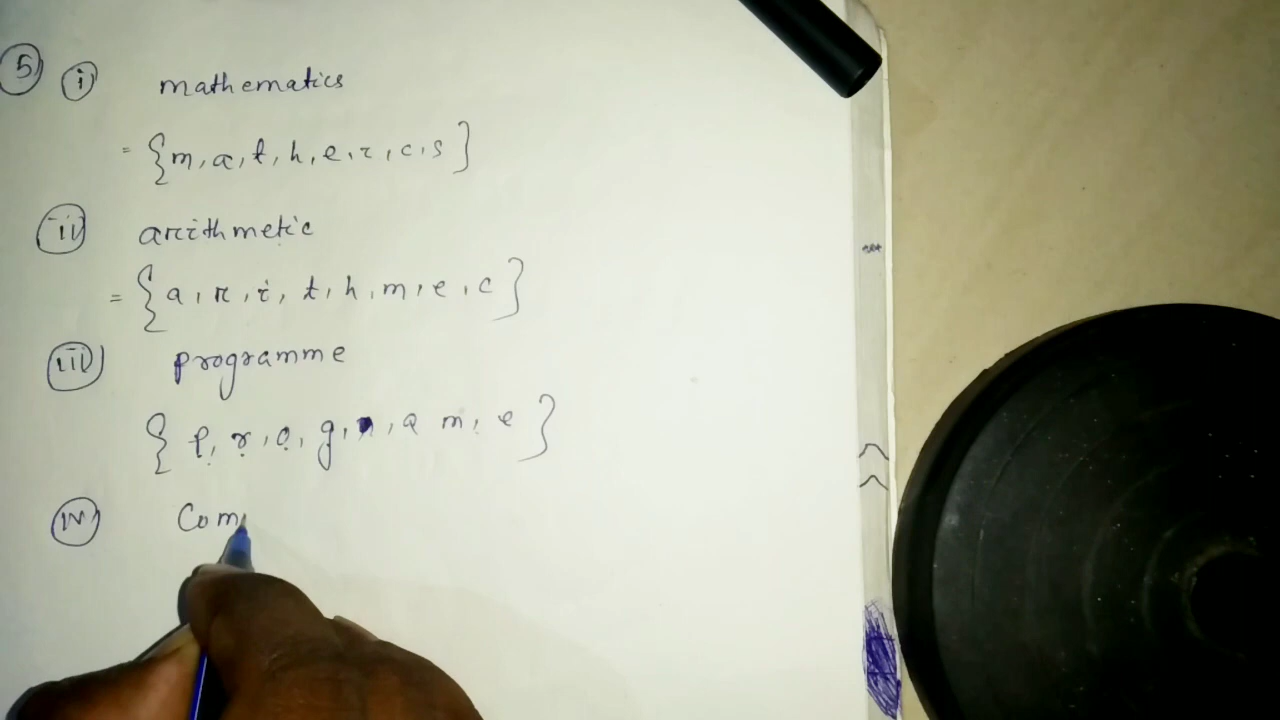 5 i mathematics
= {m, a, t, h, e, i, c, s}
ii arithmetic
= {a, r, i, t, h, m, e, c}
iii programme
{ p, r, o, g, a m, e }
iv Com